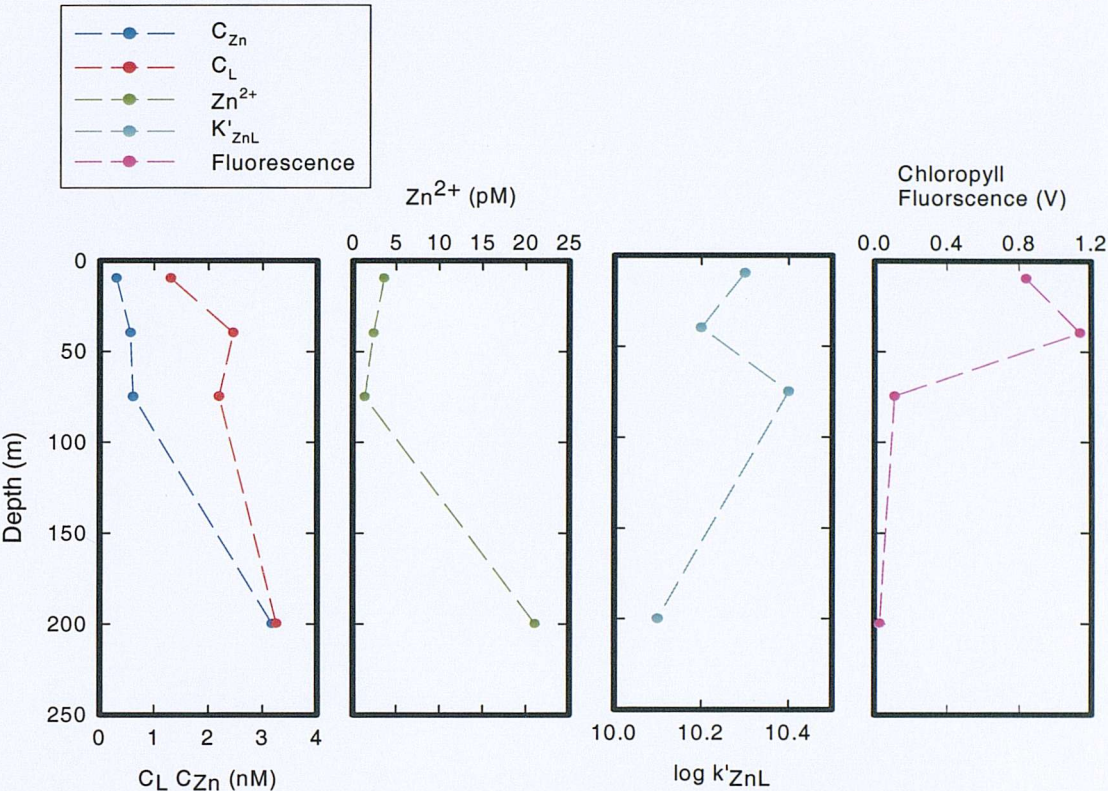 C_Zn
C_L
Zn²⁺
K'_ZnL
Fluorescence
Zn²⁺ (pM)
Chloropyll
Fluorscence (V)
0 5 10 15 20 25
0.0 0.4 0.8 1.2
0
50
100
150
200
250
Depth (m)
0 1 2 3 4
10.0 10.2 10.4
C_L C_Zn (nM)
log k'_ZnL